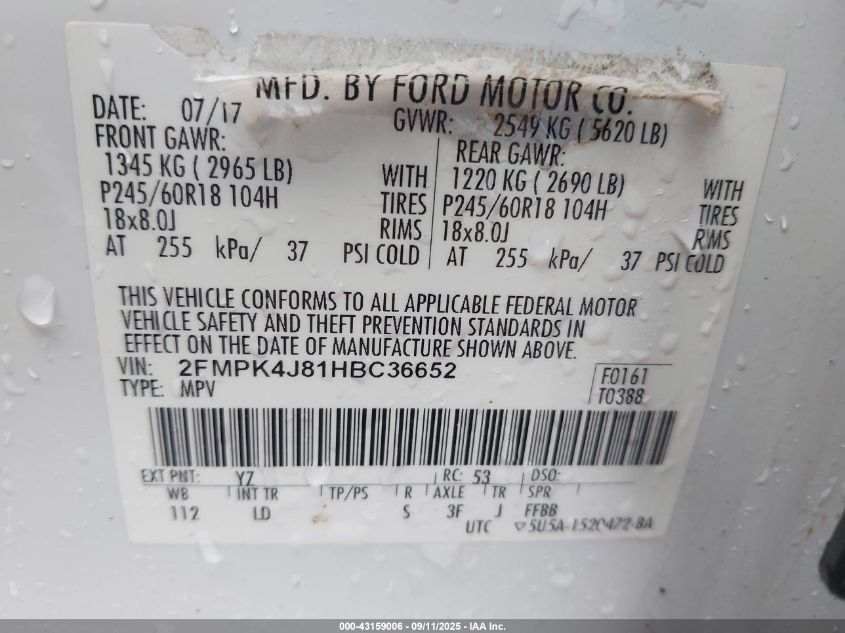 MFD. BY FORD MOTOR CO.
DATE: 07/17 GVWR: 2549 KG ( 5620 LB)
FRONT GAWR: REAR GAWR:
1345 KG ( 2965 LB) WITH 1220 KG ( 2690 LB) WITH
P245/60R18 104H TIRES P245/60R18 104H TIRES
18x8.0J RIMS 18x8.0J RIMS
AT 255 kPa/ 37 PSI COLD AT 255 kPa/ 37 PSI COLD
THIS VEHICLE CONFORMS TO ALL APPLICABLE FEDERAL MOTOR
VEHICLE SAFETY AND THEFT PREVENTION STANDARDS IN
EFFECT ON THE DATE OF MANUFACTURE SHOWN ABOVE.
VIN: 2FMPK4J81HBC36652 F0161
TYPE: MPV T0388
EXT PNT: YZ RC: 53 DSO:
WB INT TR TP/PS R AXLE TR SPR
112 LD S 3F J FFBB
UTC ▽5U5A-1520472-BA
000-43159006 - 09/11/2025 - IAA Inc.